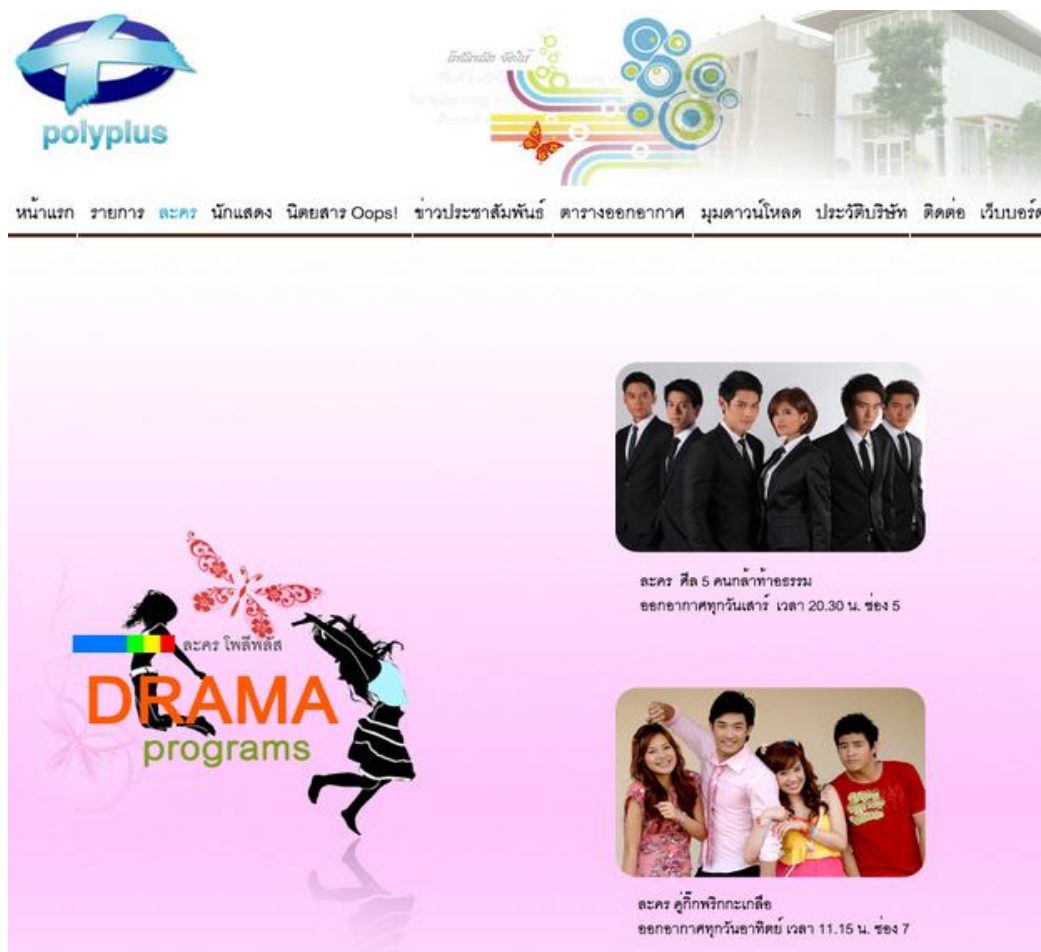 polyplus
หน้าแรก รายการ ละคร นักแสดง นิตยสาร Oops! ข่าวประชาสัมพันธ์ ตารางออกอากาศ มุมดาวน์โหลด ประวัติบริษัท ติดต่อ เว็บบอร์ด
ละคร ศีล 5 คนกล้าท้าอธรรม
ออกอากาศทุกวันเสาร์ เวลา 20.30 น. ช่อง 5
ละคร โพลีพลัส
DRAMA
programs
ละคร คู่กิ๊กพริกกะเกลือ
ออกอากาศทุกวันอาทิตย์ เวลา 11.15 น. ช่อง 7